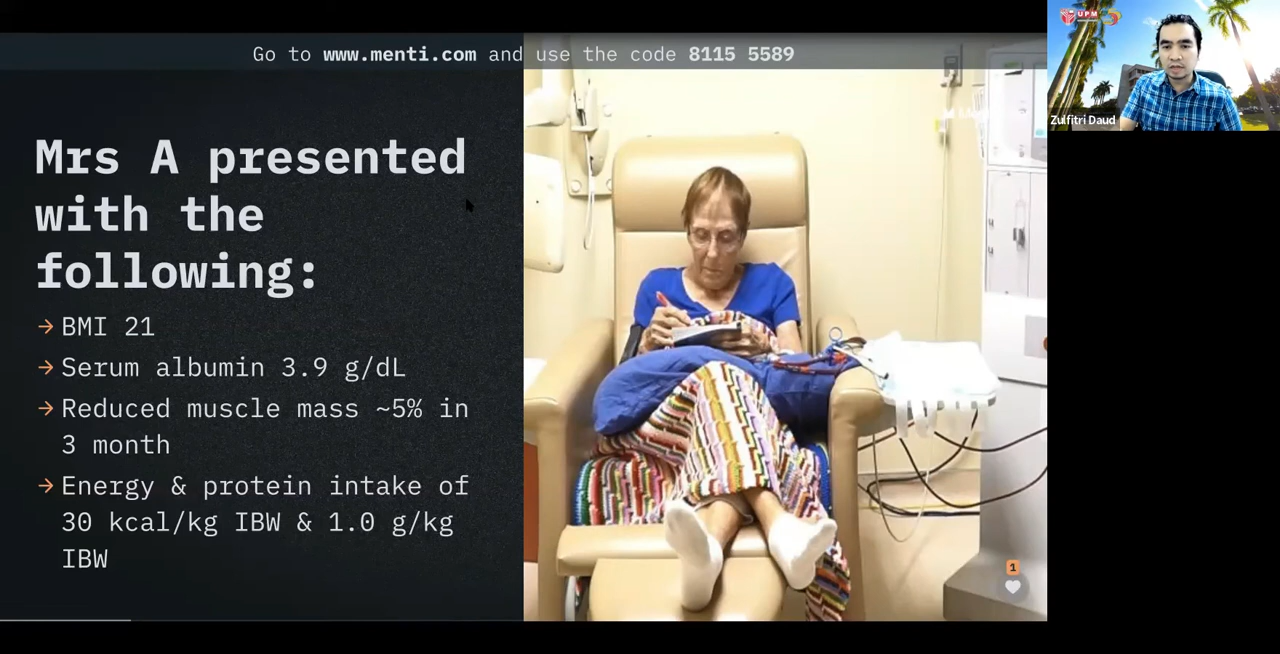 Go to www.menti.com and use the code 8115 5589
UPM
Zulfitri Daud
Mrs A presented
with the
following:
→ BMI 21
→ Serum albumin 3.9 g/dL
→ Reduced muscle mass ~5% in
3 month
→ Energy & protein intake of
30 kcal/kg IBW & 1.0 g/kg
IBW
1